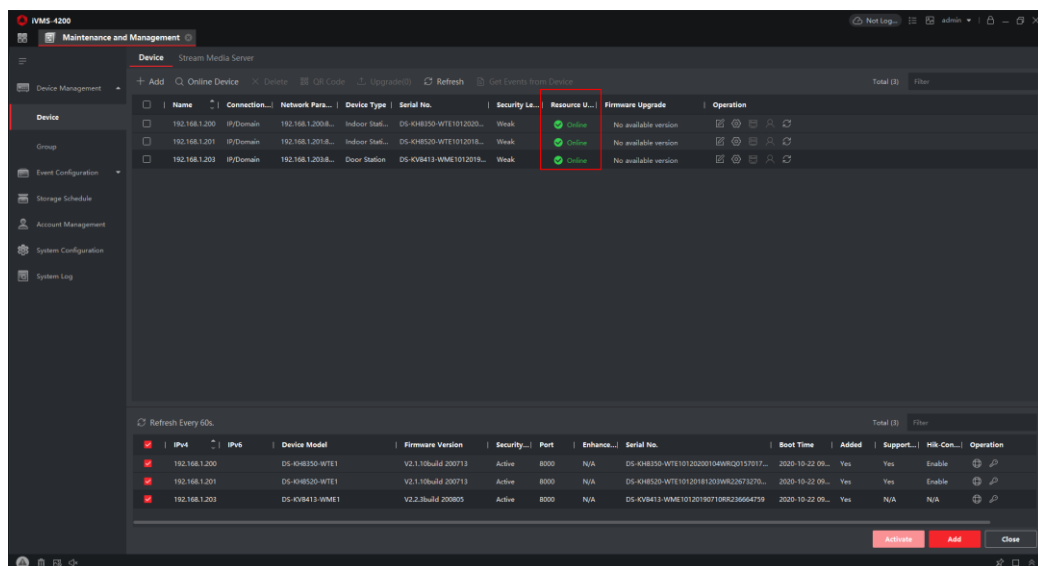 iVMS-4200
Not Log... admin
Maintenance and Management
Device Stream Media Server
Add Online Device Delete QR Code Upgrade(0) Refresh Get Events from Device Total (3) Filter
Device Management
Device
Group
Event Configuration
Storage Schedule
Account Management
System Configuration
System Log
Name Connection... Network Para... Device Type Serial No. Security Le... Resource U... Firmware Upgrade Operation
192.168.1.200 IP/Domain 192.168.1.200:8... Indoor Stati... DS-KH8350-WTE1012020... Weak Online No available version
192.168.1.201 IP/Domain 192.168.1.201:8... Indoor Stati... DS-KH8520-WTE1012018... Weak Online No available version
192.168.1.203 IP/Domain 192.168.1.203:8... Door Station DS-KV8413-WME1012019... Weak Online No available version
Refresh Every 60s. Total (3) Filter
IPv4 IPv6 Device Model Firmware Version Security... Port Enhance... Serial No. Boot Time Added Support... Hik-Con... Operation
192.168.1.200 DS-KH8350-WTE1 V2.1.10build 200713 Active 8000 N/A DS-KH8350-WTE10120200104WRQ0157017... 2020-10-22 09... Yes Yes Enable
192.168.1.201 DS-KH8520-WTE1 V2.1.10build 200713 Active 8000 N/A DS-KH8520-WTE10120181203WR22673270... 2020-10-22 09... Yes Yes Enable
192.168.1.203 DS-KV8413-WME1 V2.2.3build 200805 Active 8000 N/A DS-KV8413-WME10120190710RR236664759 2020-10-22 09... Yes N/A N/A
Activate Add Close